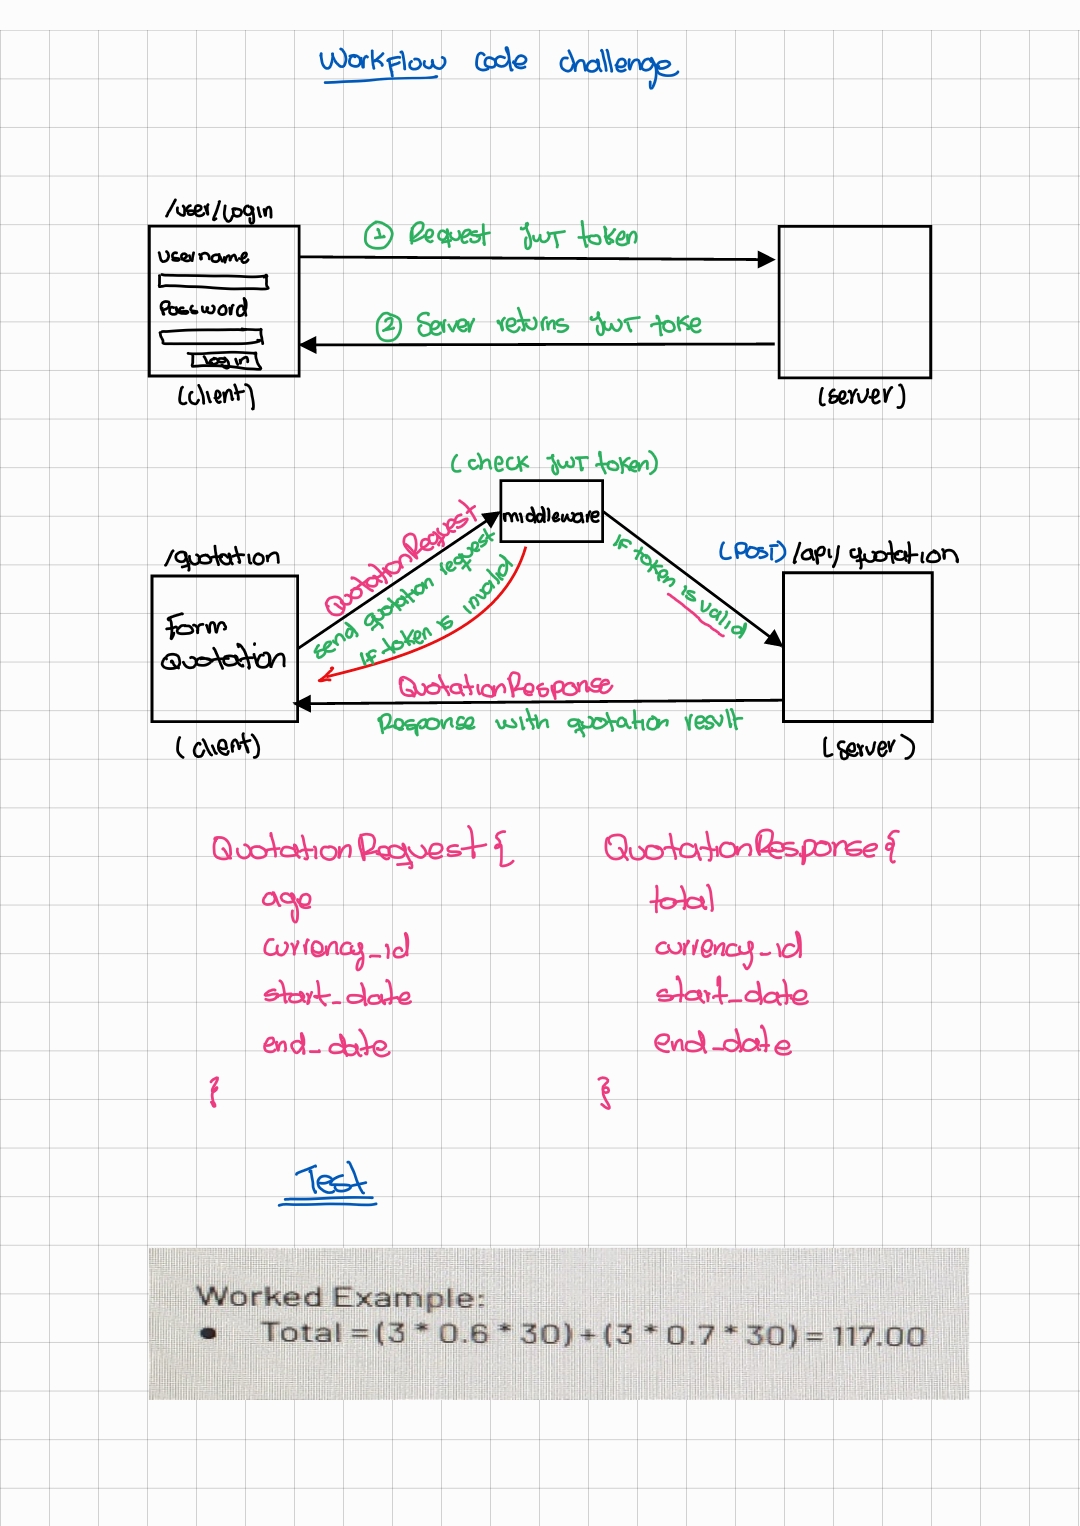 Workflow code challenge
/user/login
① Request JWT token
username
Password
② Server returns JWT toke
Log in
(client)
(server)
(check JWT token)
middleware
QuotationRequest
send quotation request
If token is invalid
If token is valid
(POST) /api/quotation
/quotation
Form
Quotation
QuotationResponse
Response with quotation result
(client)
(server)
QuotationRequest {
age
currency_id
start_date
end_date
}
QuotationResponse {
total
currency_id
start_date
end_date
}
Test
Worked Example:
• Total = (3 * 0.6 * 30) + (3 * 0.7 * 30) = 117.00